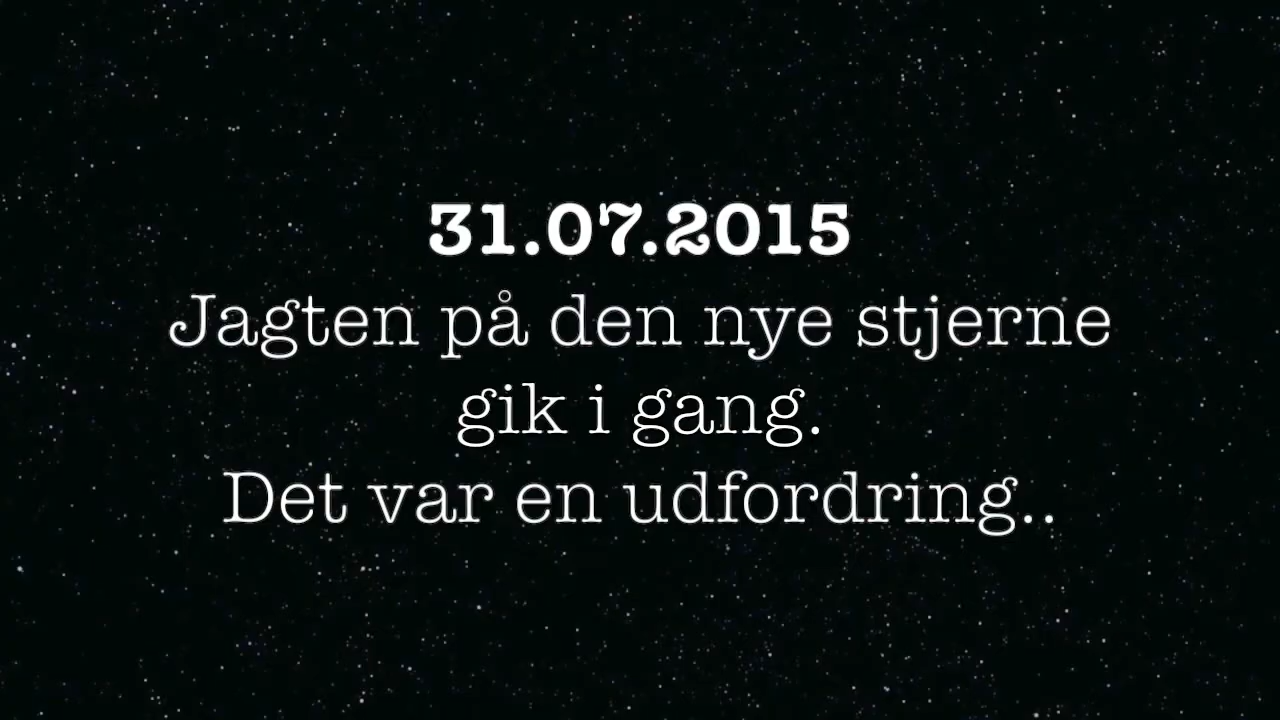 31.07.2015
Jagten på den nye stjerne
gik i gang.
Det var en udfordring..